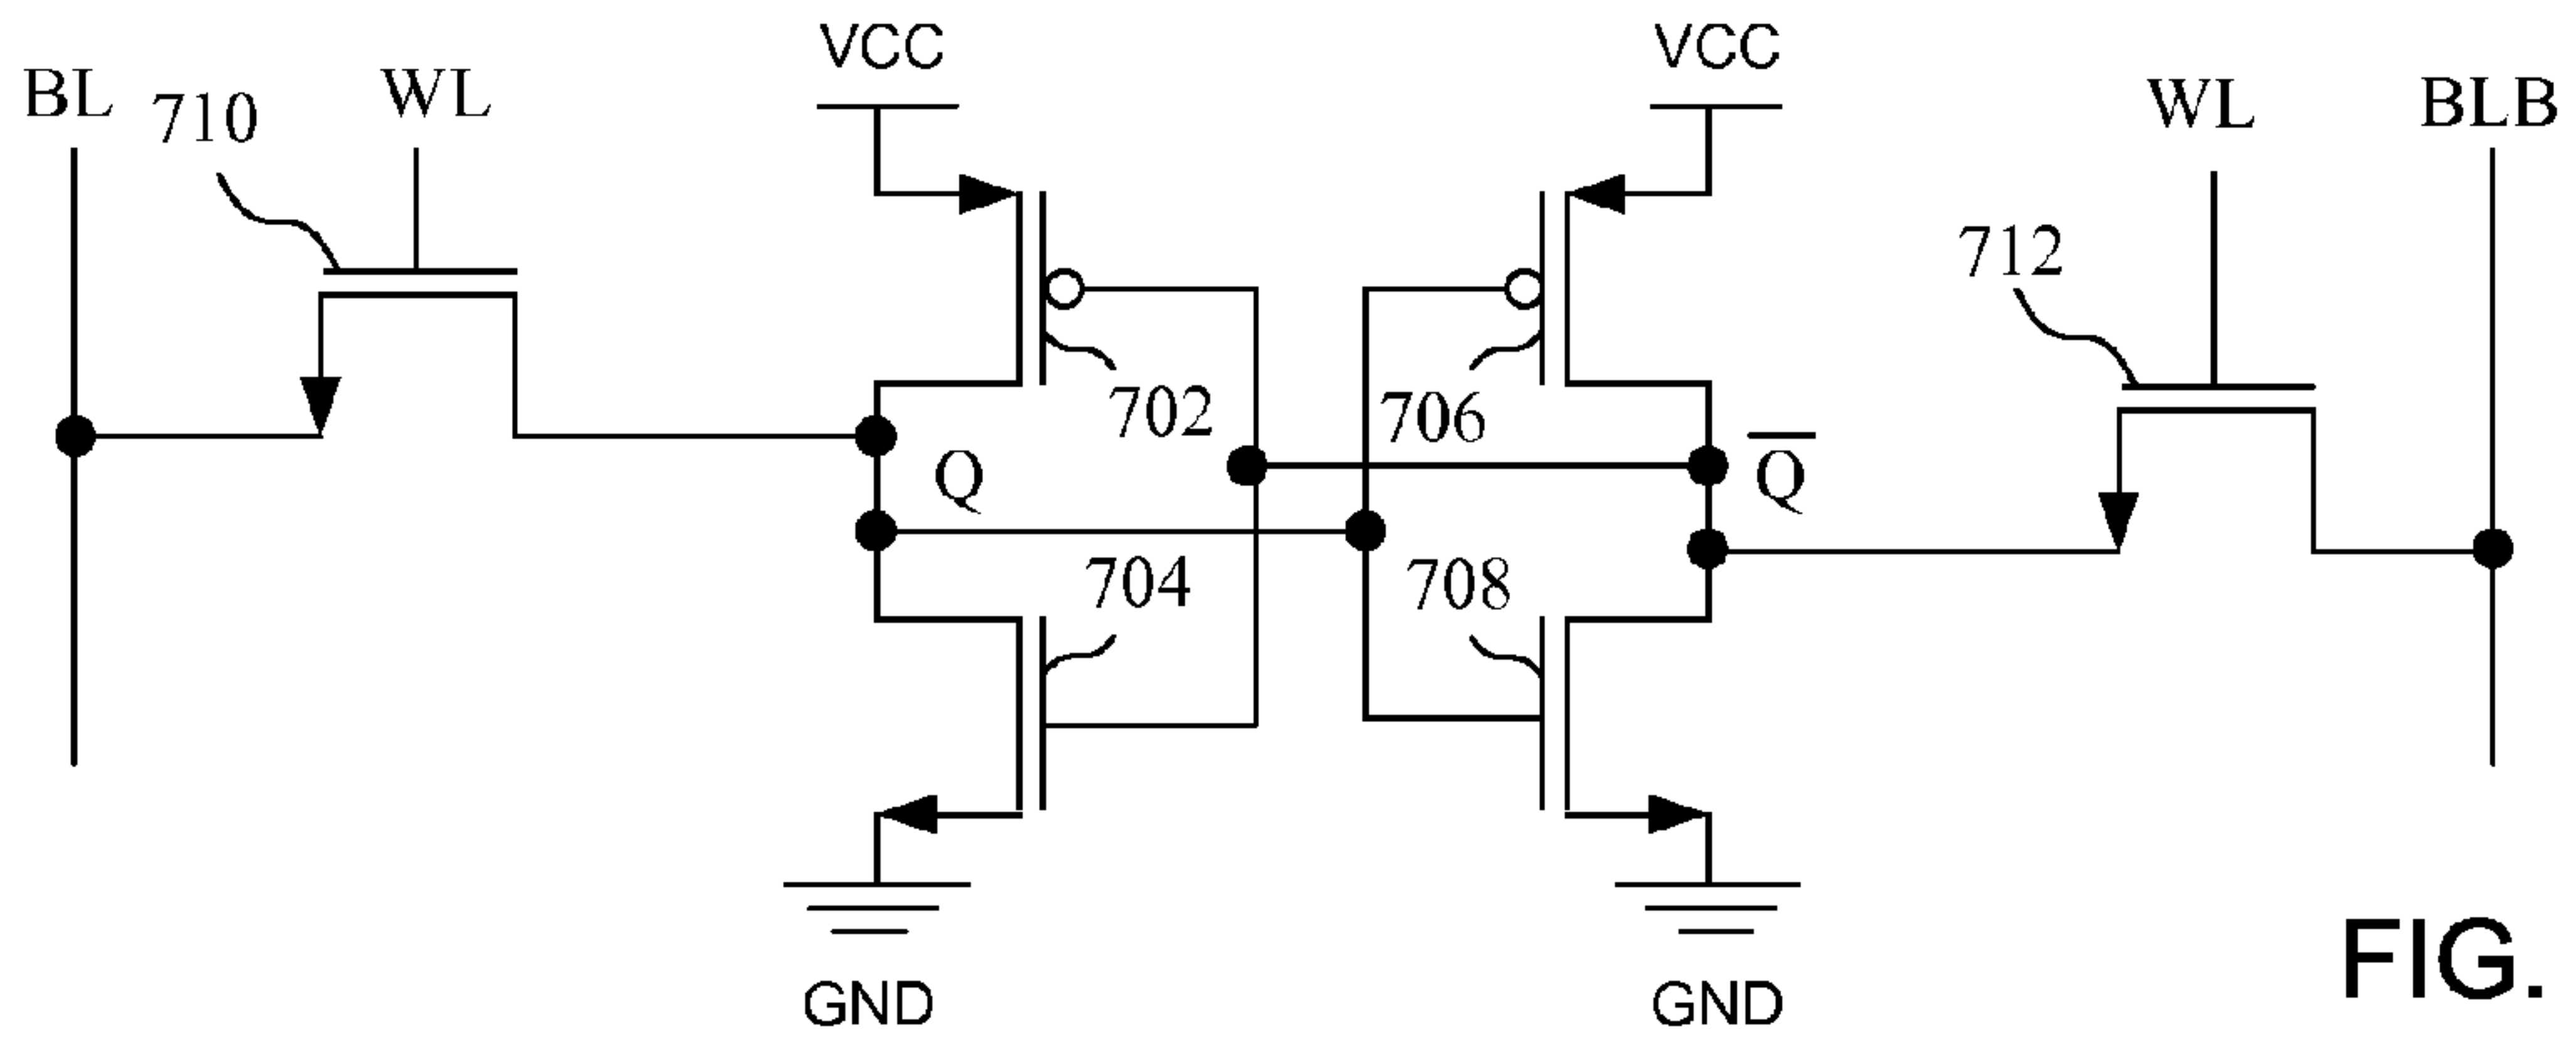 VCC
VCC
BL
710
WL
WL
BLB
712
702
706
Q
Q̅
704
708
GND
GND
FIG.